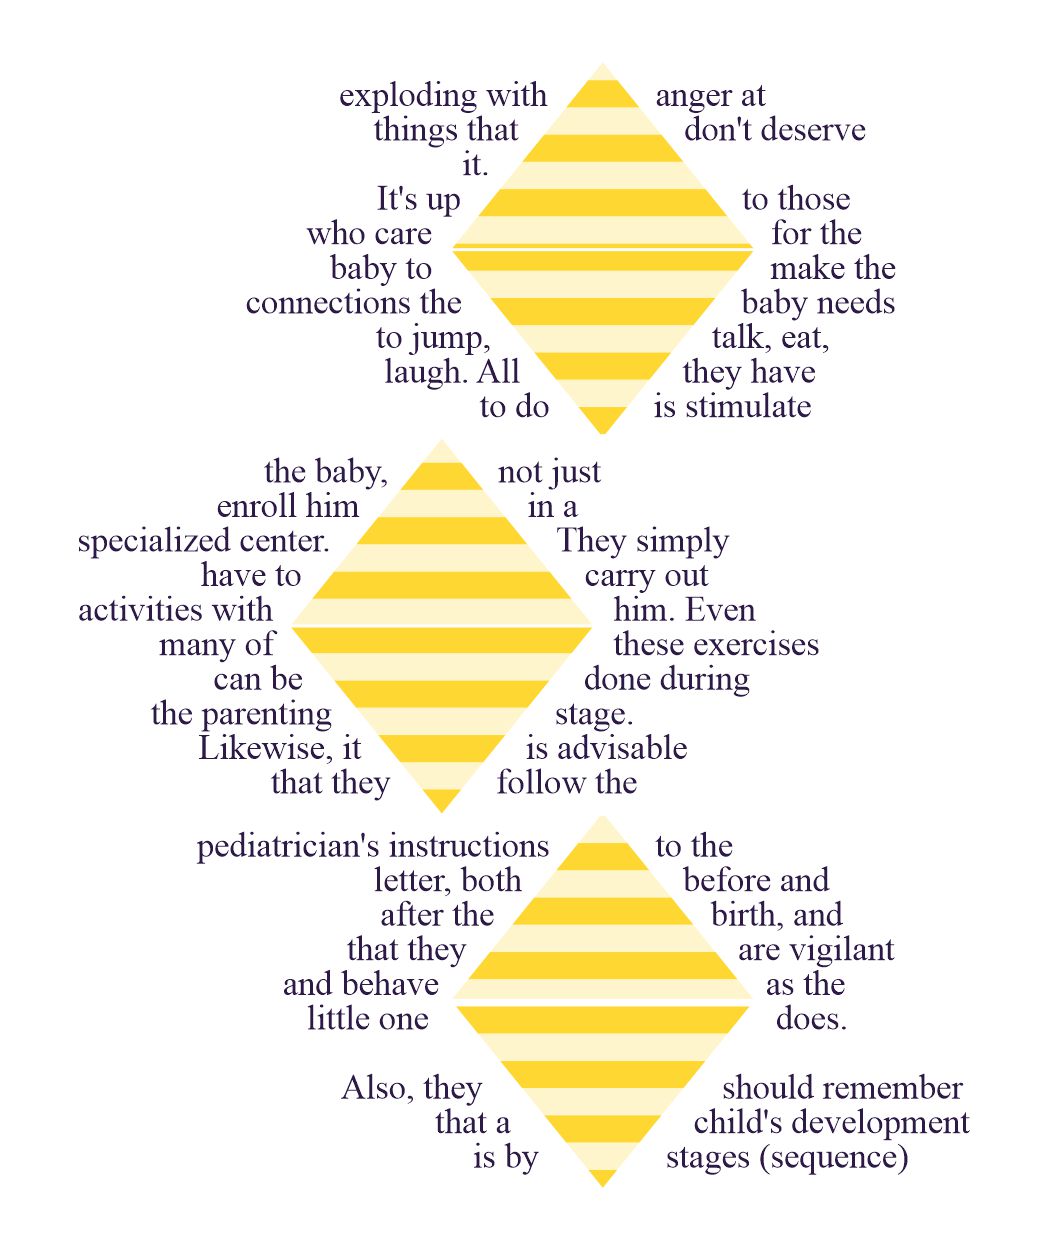 exploding with anger at
things that don't deserve
it.
It's up to those
who care for the
baby to make the
connections the baby needs
to jump, talk, eat,
laugh. All they have
to do is stimulate
the baby, not just
enroll him in a
specialized center. They simply
have to carry out
activities with him. Even
many of these exercises
can be done during
the parenting stage.
Likewise, it is advisable
that they follow the
pediatrician's instructions to the
letter, both before and
after the birth, and
that they are vigilant
and behave as the
little one does.
Also, they should remember
that a child's development
is by stages (sequence)